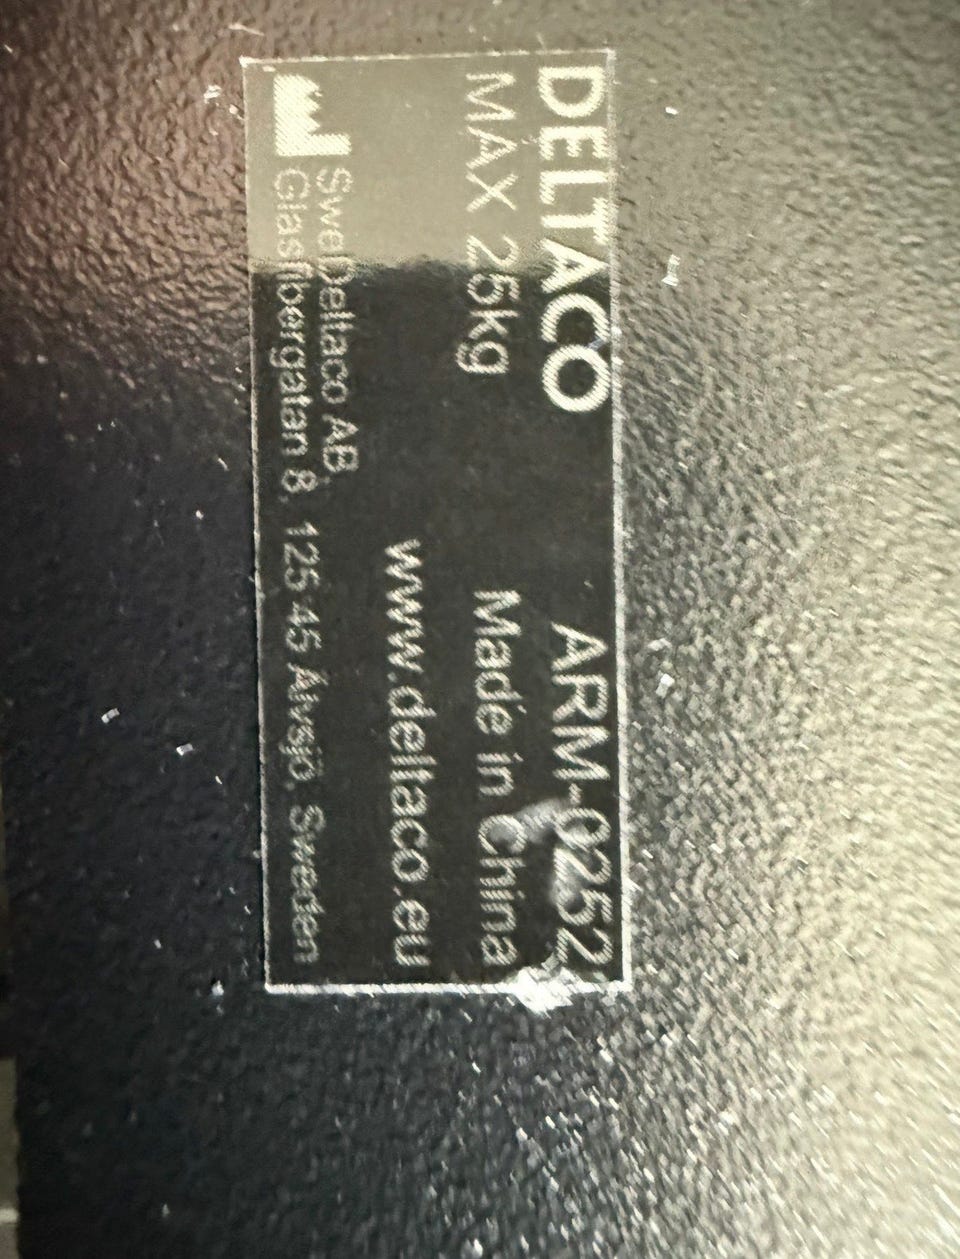 DELTACO ARM-0252
MAX 25kg Made in China
www.deltaco.eu
SweDeltaco AB
Glasfibergatan 8, 125 45 Älvsjö, Sweden